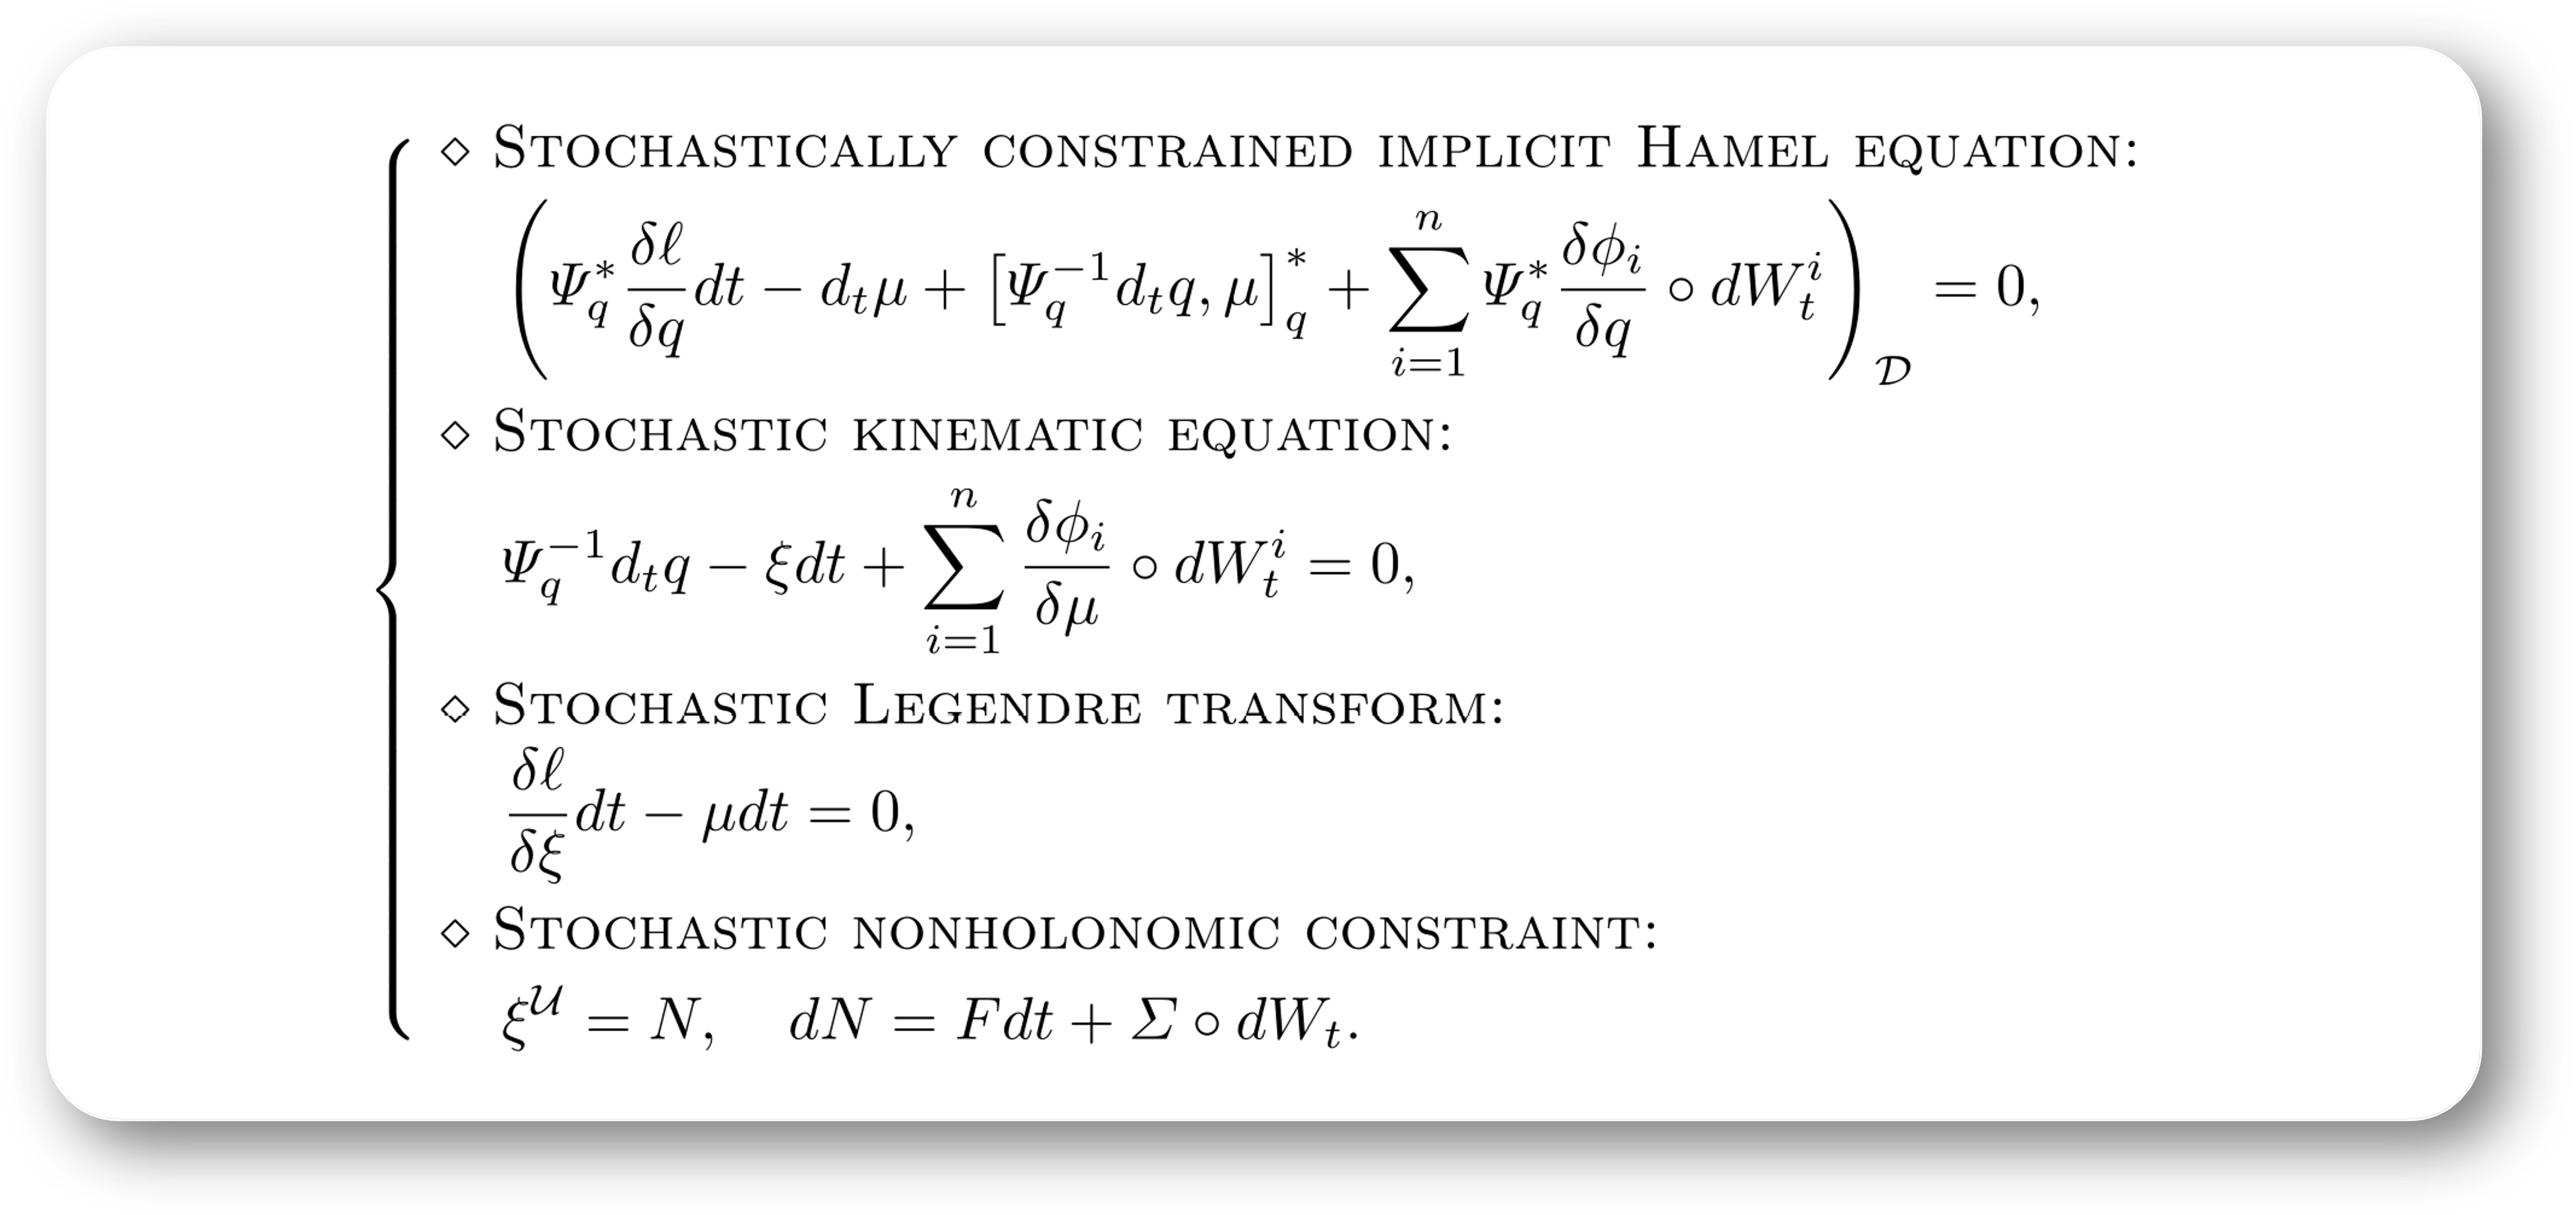 ⋄ Stochastically constrained implicit Hamel equation:
$\left( \Psi_q^* \frac{\delta \ell}{\delta q} dt - d_t \mu + \left[ \Psi_q^{-1} d_t q, \mu \right]_q^* + \sum_{i=1}^{n} \Psi_q^* \frac{\delta \phi_i}{\delta q} \circ dW_t^i \right)_{\mathcal{D}} = 0,$
⋄ Stochastic kinematic equation:
$\Psi_q^{-1} d_t q - \xi dt + \sum_{i=1}^{n} \frac{\delta \phi_i}{\delta \mu} \circ dW_t^i = 0,$
⋄ Stochastic Legendre transform:
$\frac{\delta \ell}{\delta \xi} dt - \mu dt = 0,$
⋄ Stochastic nonholonomic constraint:
$\xi^{\mathcal{U}} = N, \quad dN = F dt + \Sigma \circ dW_t.$